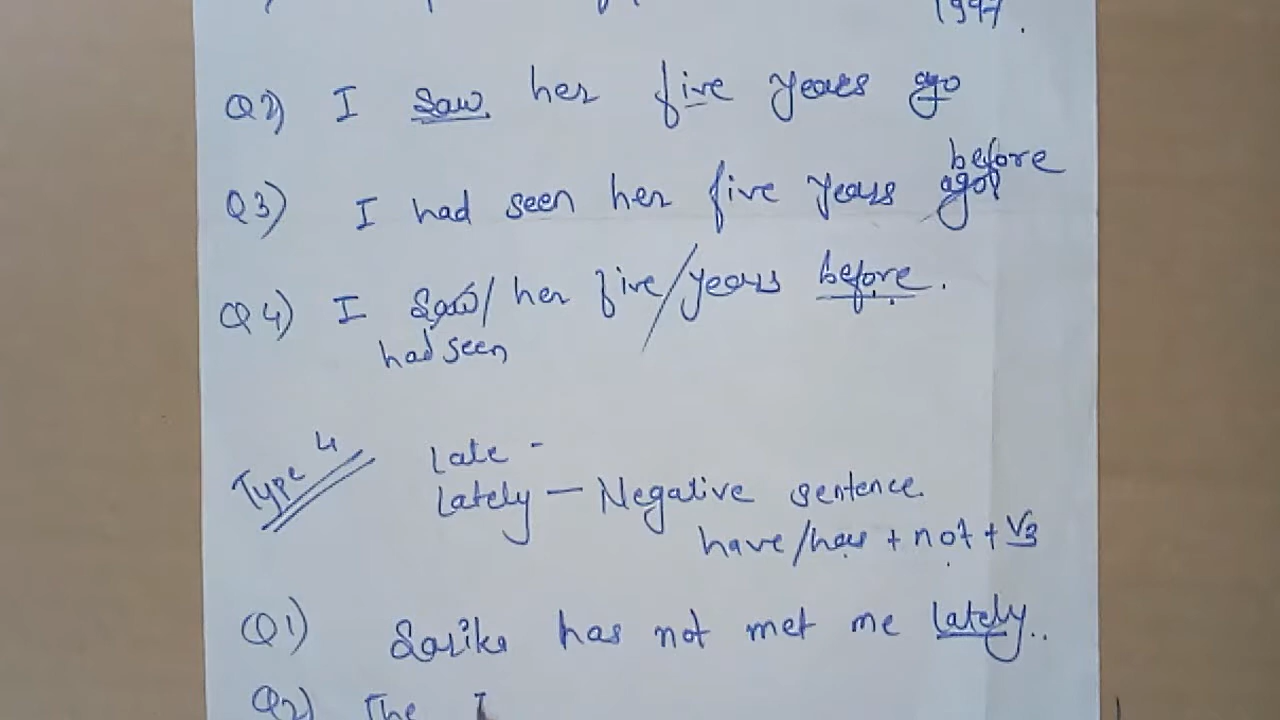 1997.
Q2) I saw her five years ago
before
Q3) I had seen her five years ago
Q4) I saw/ her five/years before.
had seen
Type 4
Late -
Lately — Negative sentence.
have/has + not + V3
Q1) Sarika has not met me lately..
Q2) The I